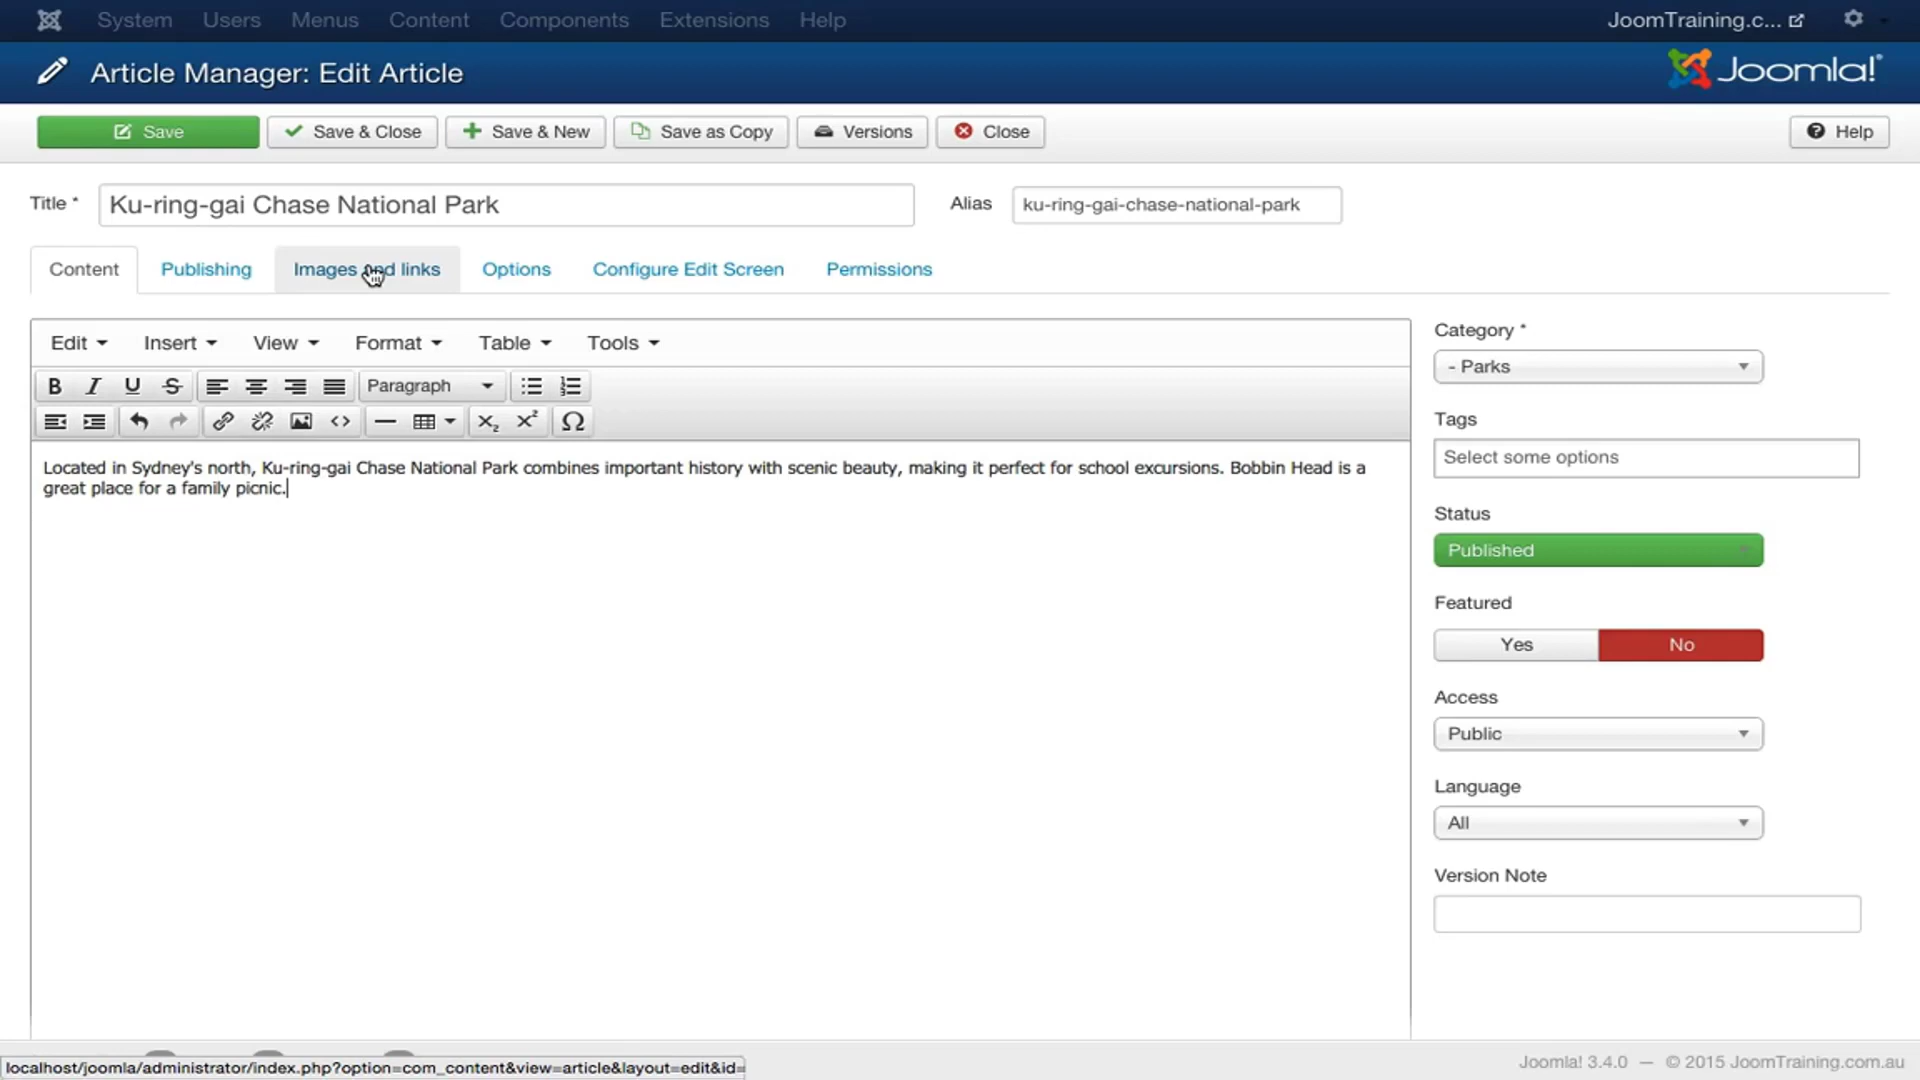 System Users Menus Content Components Extensions Help JoomTraining.c...
Article Manager: Edit Article Joomla!®
Save Save & Close Save & New Save as Copy Versions Close Help
Title * Ku-ring-gai Chase National Park Alias ku-ring-gai-chase-national-park
Content Publishing Images and links Options Configure Edit Screen Permissions
Edit Insert View Format Table Tools
B I U S Paragraph
X₂ X² Ω
Located in Sydney's north, Ku-ring-gai Chase National Park combines important history with scenic beauty, making it perfect for school excursions. Bobbin Head is a
great place for a family picnic.
Category *
- Parks
Tags
Select some options
Status
Published
Featured
Yes No
Access
Public
Language
All
Version Note
localhost/joomla/administrator/index.php?option=com_content&view=article&layout=edit&id=
Joomla! 3.4.0 — © 2015 JoomTraining.com.au